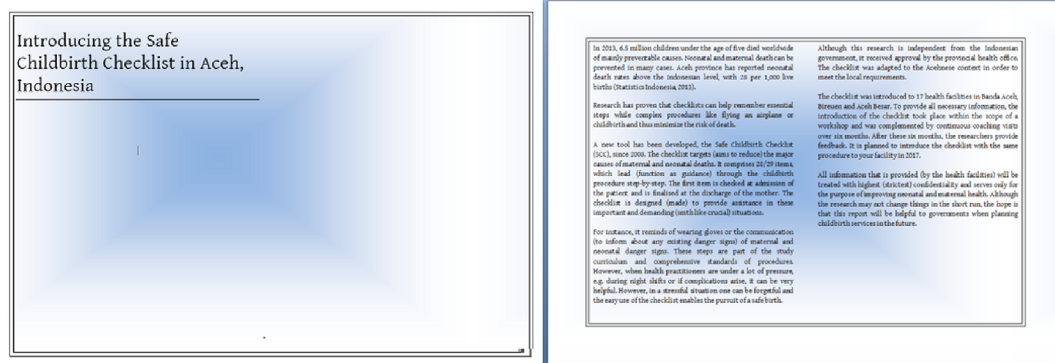 Introducing the Safe
Childbirth Checklist in Aceh,
Indonesia
In 2013, 6.5 million children under the age of five died worldwide
of mainly preventable causes. Neonatal and maternal death can be
prevented in many cases. Aceh province has reported neonatal
death rates above the Indonesian level, with 28 per 1,000 live
births (Statistics Indonesia, 2013).
Research has proven that checklists can help remember essential
steps while complex procedures like flying an airplane or
childbirth and thus minimize the risk of death.
A new tool has been developed, the Safe Childbirth Checklist
(SCC), since 2008. The checklist targets (aims to reduce) the major
causes of maternal and neonatal deaths. It comprises 28/29 items,
which lead (function as guidance) through the childbirth
procedure step-by-step. The first item is checked at admission of
the patient and is finalised at the discharge of the mother. The
checklist is designed (made) to provide assistance in these
important and demanding (smth like crucial) situations.
For instance, it reminds of wearing gloves or the communication
(to inform about any existing danger signs) of maternal and
neonatal danger signs. These steps are part of the study
curriculum and comprehensive standards of procedures.
However, when health practitioners are under a lot of pressure,
e.g. during night shifts or if complications arise, it can be very
helpful. However, in a stressful situation one can be forgetful and
the easy use of the checklist enables the pursuit of a safe birth.
Although this research is independent from the Indonesian
government, it received approval by the provincial health office.
The checklist was adapted to the Acehnese context in order to
meet the local requirements.
The checklist was introduced to 17 health facilities in Banda Aceh,
Bireuen and Aceh Besar. To provide all necessary information, the
introduction of the checklist took place within the scope of a
workshop and was complemented by continuous coaching visits
over six months. After these six months, the researchers provide
feedback. It is planned to introduce the checklist with the same
procedure to your facility in 2017.
All information that is provided (by the health facilities) will be
treated with highest (strictest) confidentiality and serves only for
the purpose of improving neonatal and maternal health. Although
the research may not change things in the short run, the hope is
that this report will be helpful to governments when planning
childbirth services in the future.